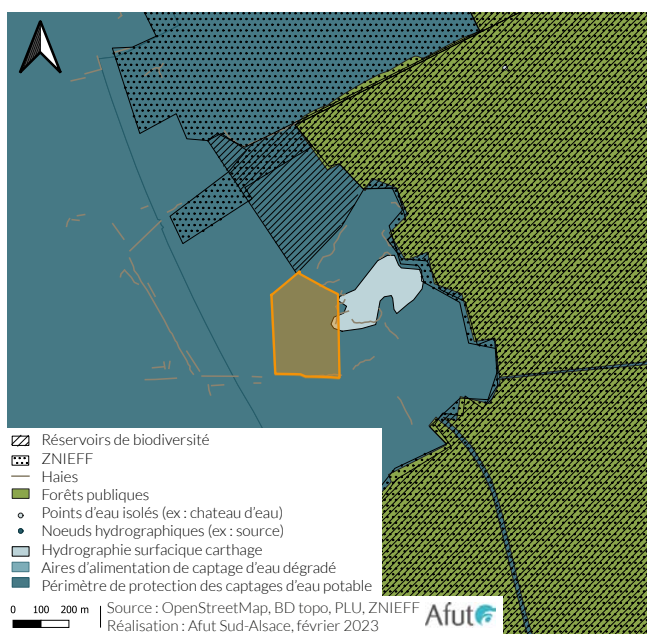 Réservoirs de biodiversité
ZNIEFF
Haies
Forêts publiques
Points d'eau isolés (ex : chateau d'eau)
Noeuds hydrographiques (ex : source)
Hydrographie surfacique carthage
Aires d'alimentation de captage d'eau dégradé
Périmètre de protection des captages d'eau potable
0 100 200 m
Source : OpenStreetMap, BD topo, PLU, ZNIEFF
Réalisation : Afut Sud-Alsace, février 2023
Afut